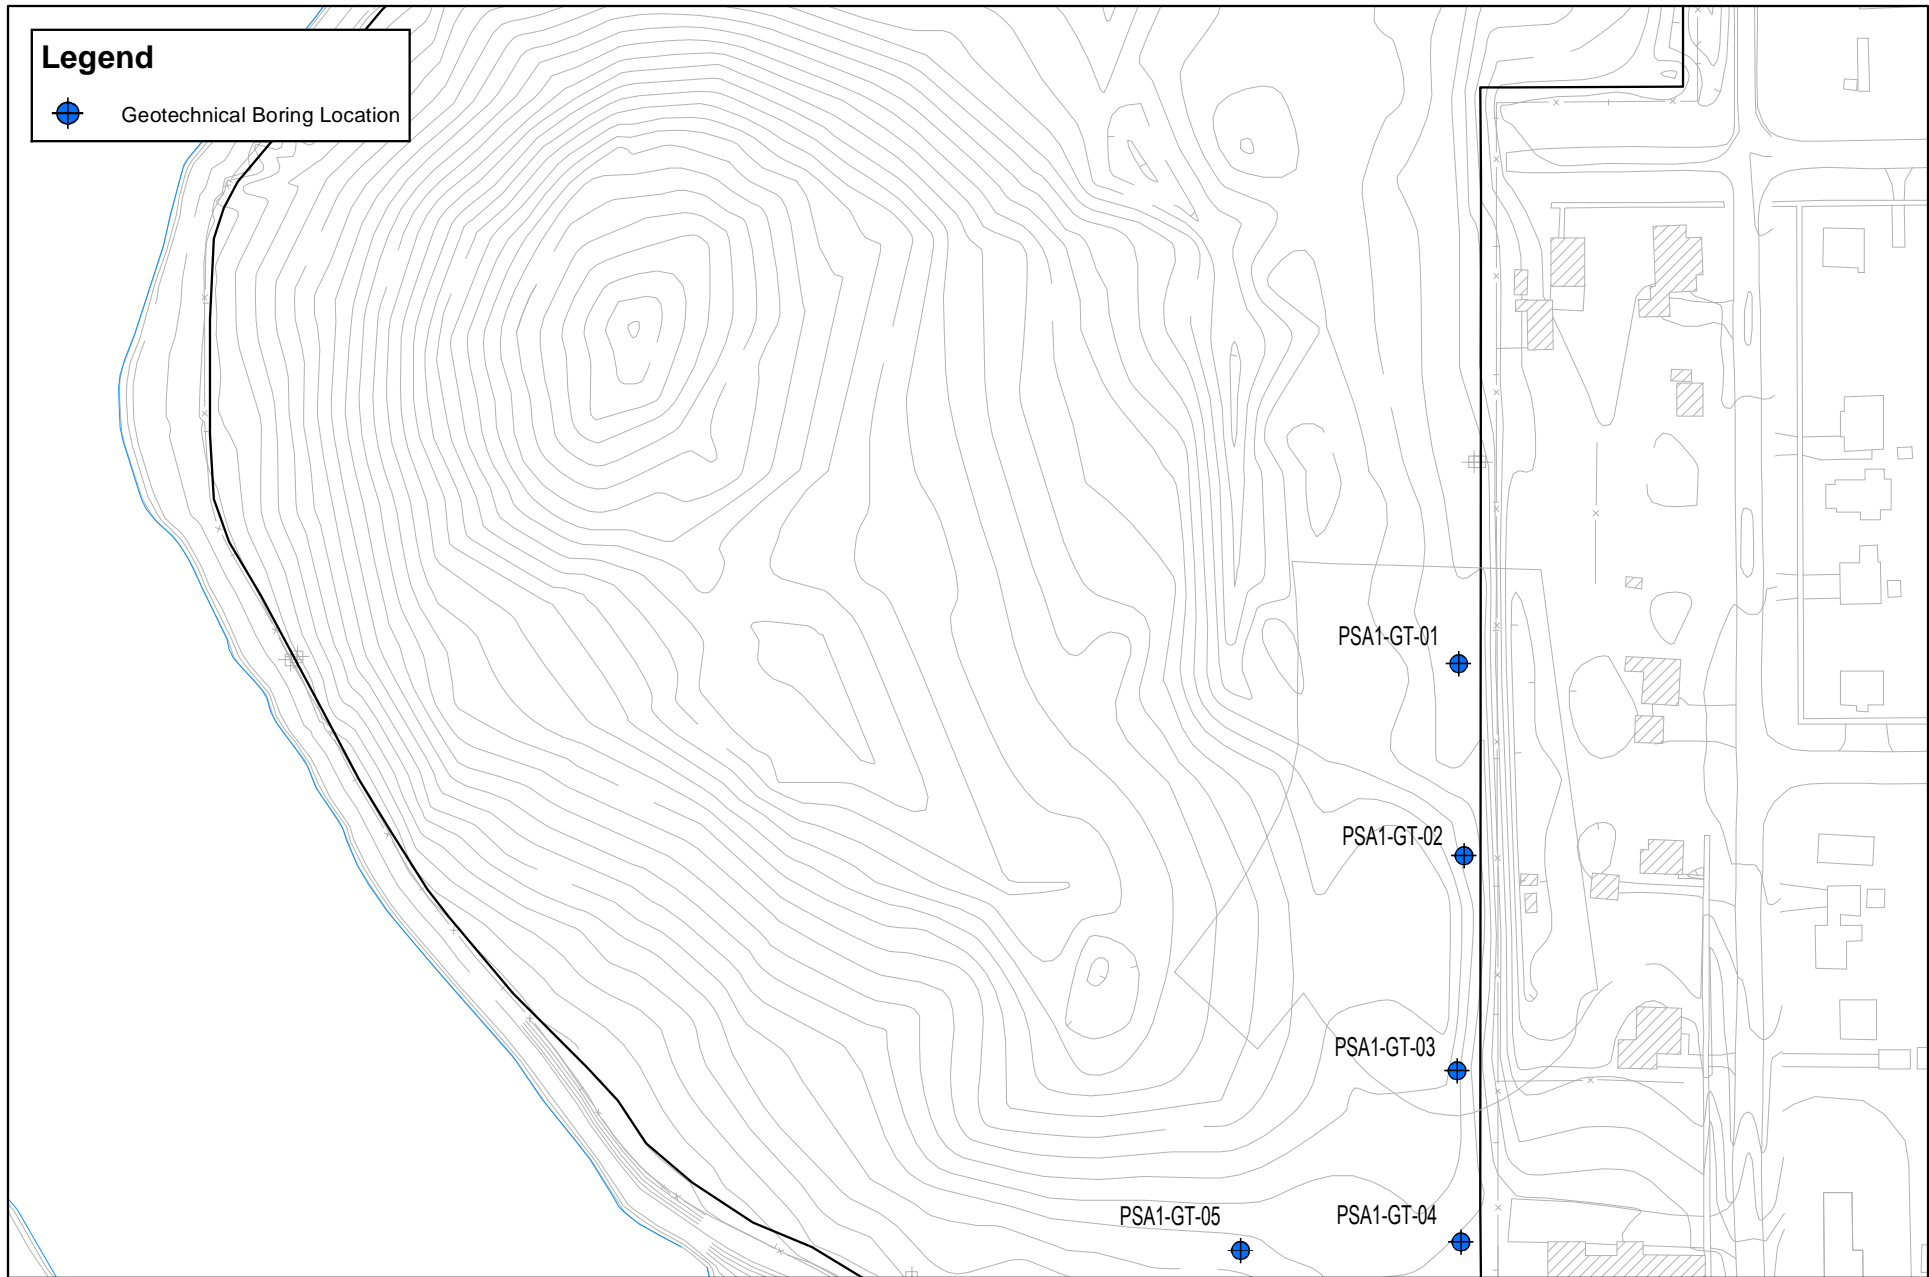 Legend
Geotechnical Boring Location
PSA1-GT-01
PSA1-GT-02
PSA1-GT-03
PSA1-GT-05
PSA1-GT-04